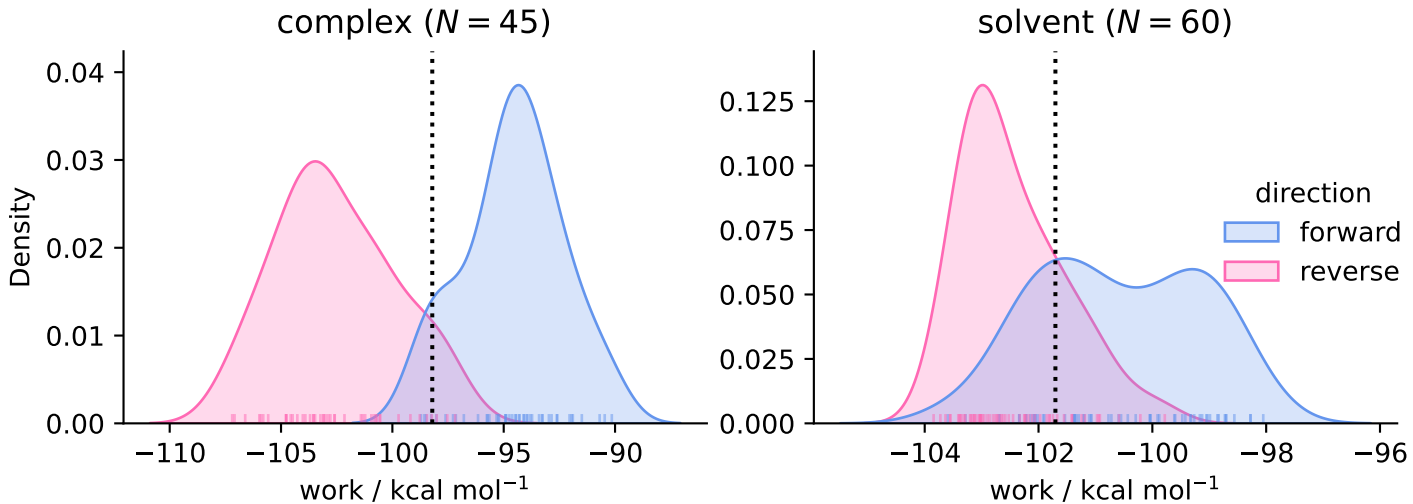 complex (N = 45)
0.04
0.03
0.02
0.01
0.00
Density
−110
−105
−100
−95
−90
work / kcal mol⁻¹
solvent (N = 60)
0.125
0.100
0.075
0.050
0.025
0.000
−104
−102
−100
−98
−96
work / kcal mol⁻¹
direction
forward
reverse